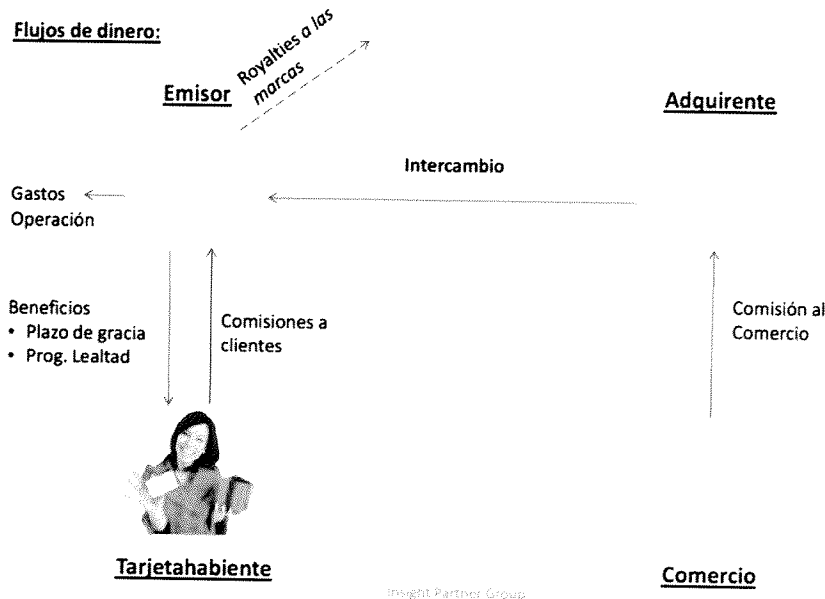 Flujos de dinero:
Royalties a las
marcas
Emisor
Adquirente
Intercambio
Gastos
Operación
Beneficios
• Plazo de gracia
• Prog. Lealtad
Comisiones a
clientes
Comisión al
Comercio
Tarjetahabiente
Comercio
Insight Partner Group